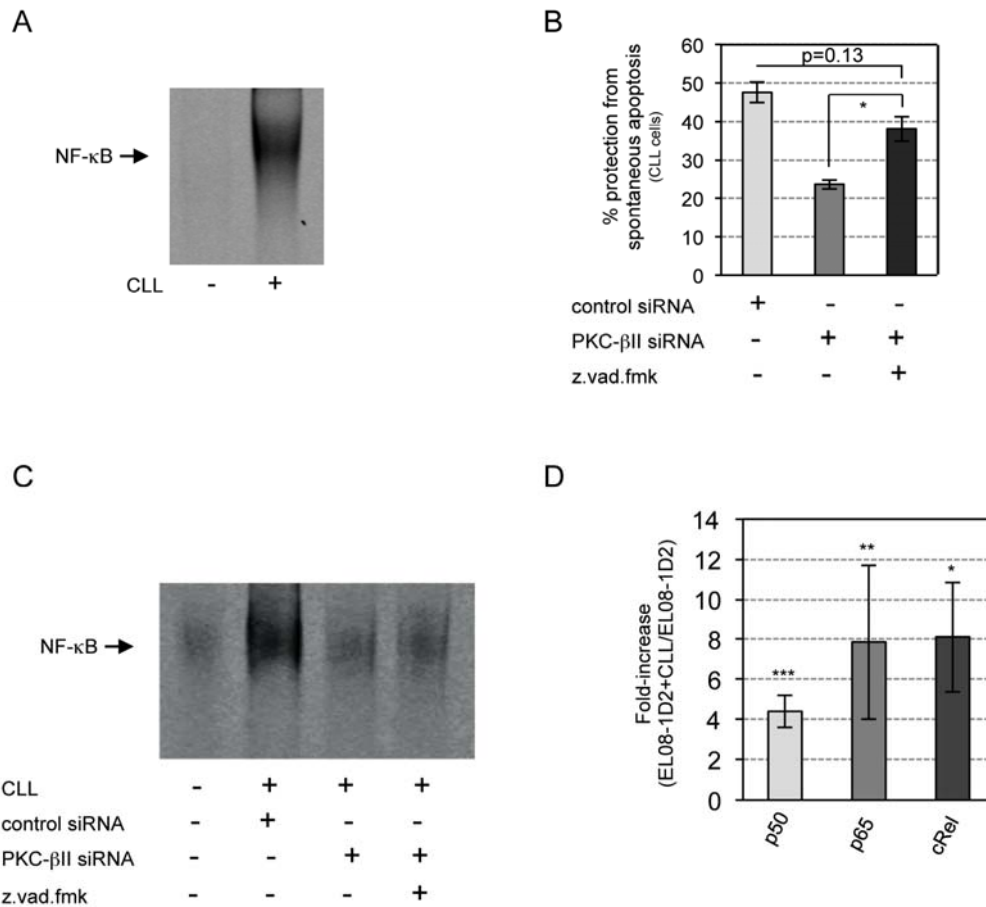 A
NF-κB
CLL - +
B
% protection from
spontaneous apoptosis
(CLL cells)
60
50
40
30
20
10
0
p=0.13
*
control siRNA + - -
PKC-βII siRNA - + +
z.vad.fmk - - +
C
NF-κB
CLL - + + +
control siRNA - + - -
PKC-βII siRNA - - + +
z.vad.fmk - - - +
D
Fold-increase
(EL08-1D2+CLL/EL08-1D2)
14
12
10
8
6
4
2
0
***
**
*
p50
p65
cRel